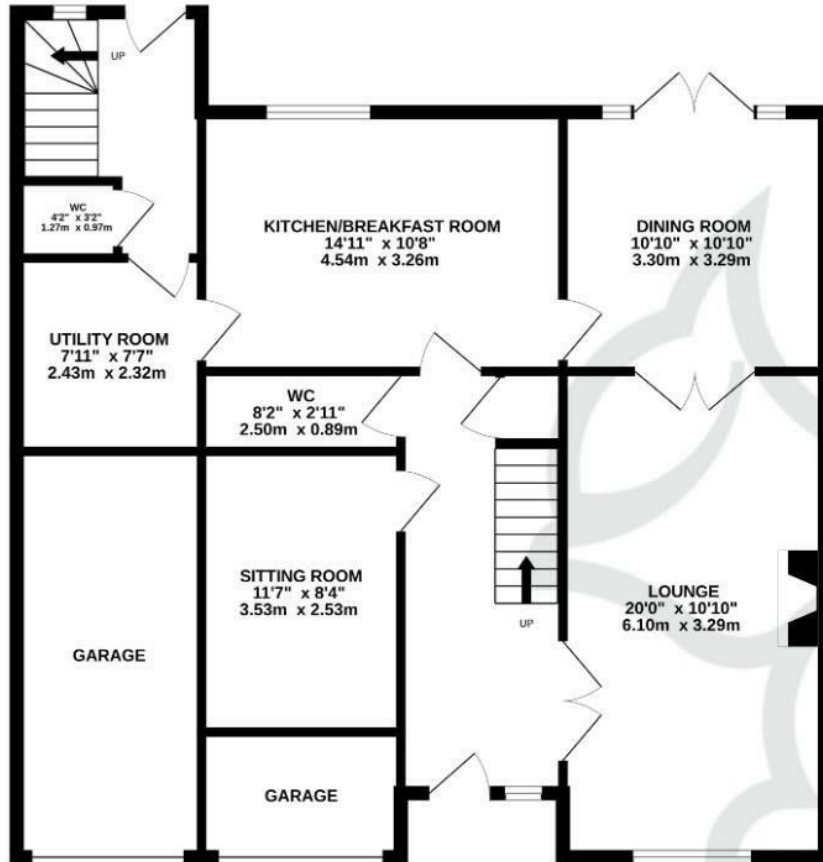 UP
WC
4'2" x 3'2"
1.27m x 0.97m
KITCHEN/BREAKFAST ROOM
14'11" x 10'8"
4.54m x 3.26m
DINING ROOM
10'10" x 10'10"
3.30m x 3.29m
UTILITY ROOM
7'11" x 7'7"
2.43m x 2.32m
WC
8'2" x 2'11"
2.50m x 0.89m
SITTING ROOM
11'7" x 8'4"
3.53m x 2.53m
LOUNGE
20'0" x 10'10"
6.10m x 3.29m
UP
GARAGE
GARAGE